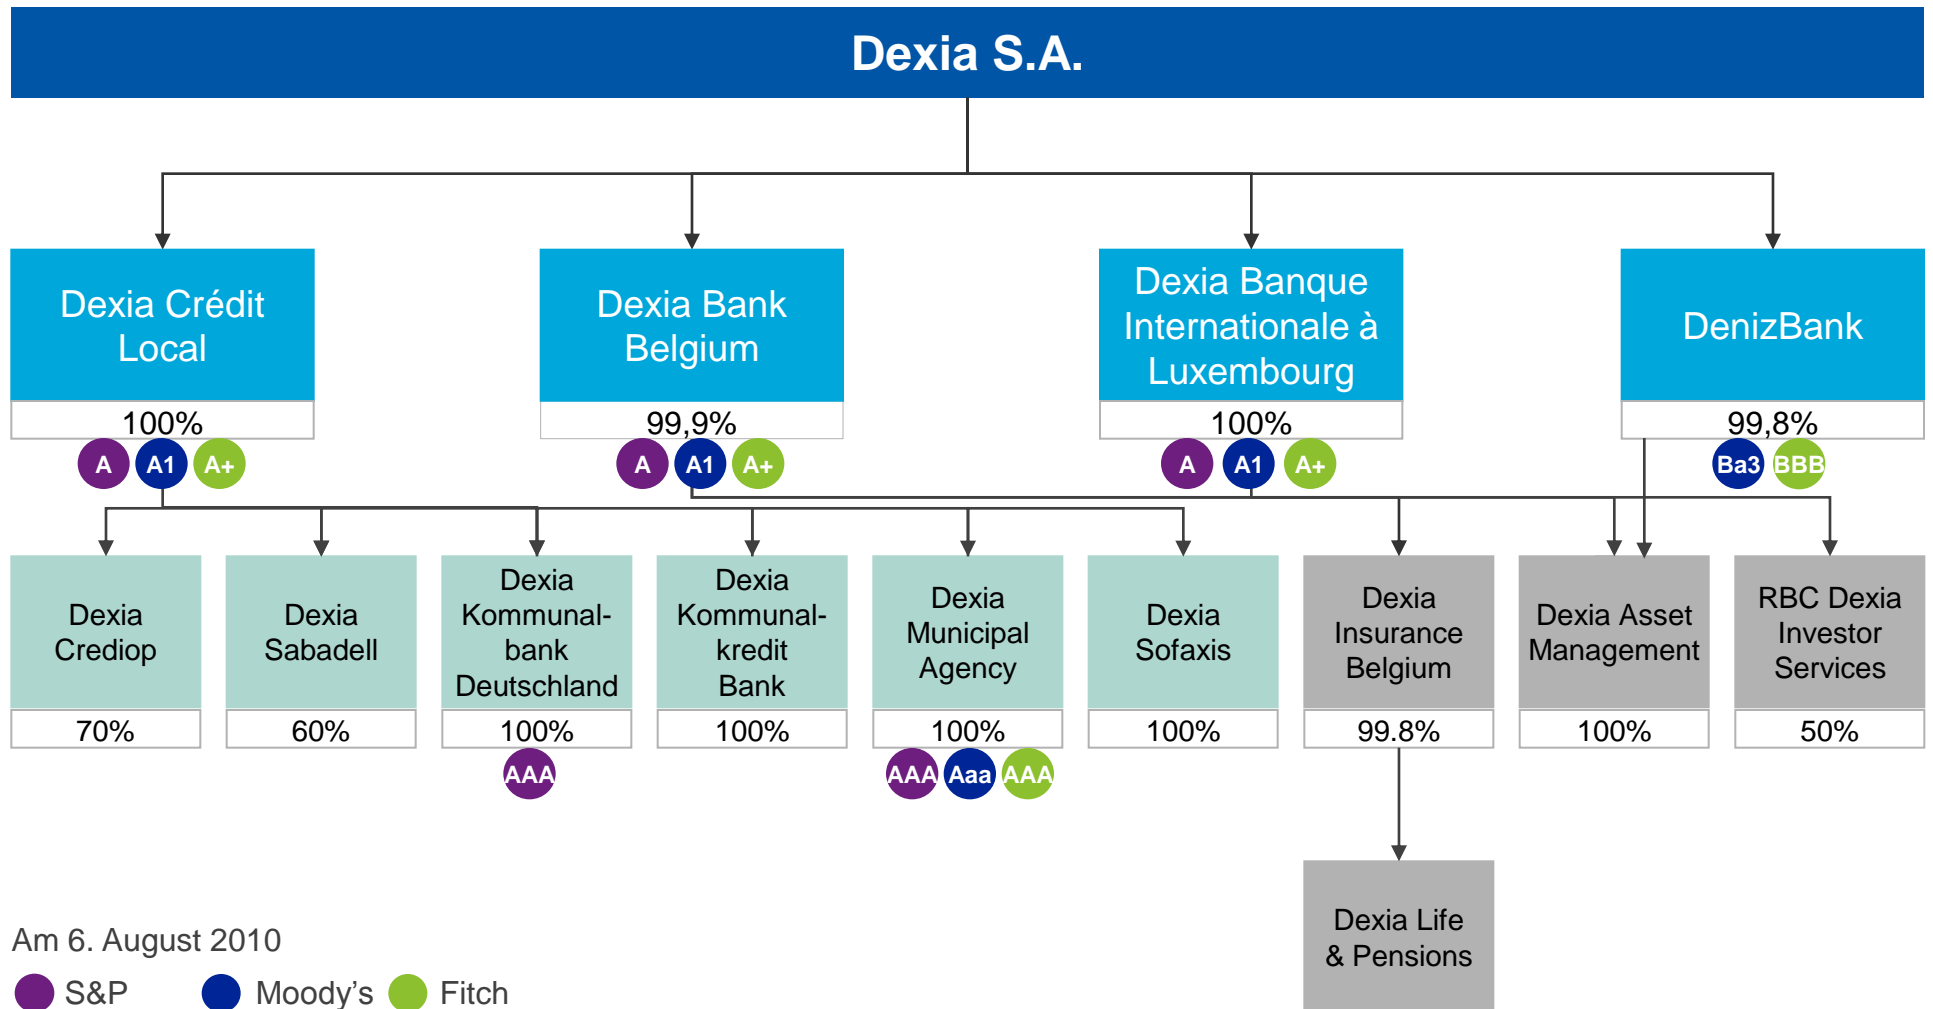 Dexia S.A.
Dexia Crédit
Local
100%
A A1 A+
Dexia Bank
Belgium
99,9%
A A1 A+
Dexia Banque
Internationale à
Luxembourg
100%
A A1 A+
DenizBank
99,8%
Ba3 BBB
Dexia
Crediop
70%
Dexia
Sabadell
60%
Dexia
Kommunal-
bank
Deutschland
100%
AAA
Dexia
Kommunal-
kredit
Bank
100%
Dexia
Municipal
Agency
100%
AAA Aaa AAA
Dexia
Sofaxis
100%
Dexia
Insurance
Belgium
99.8%
Dexia Asset
Management
100%
RBC Dexia
Investor
Services
50%
Dexia Life
& Pensions
Am 6. August 2010
S&P Moody’s Fitch